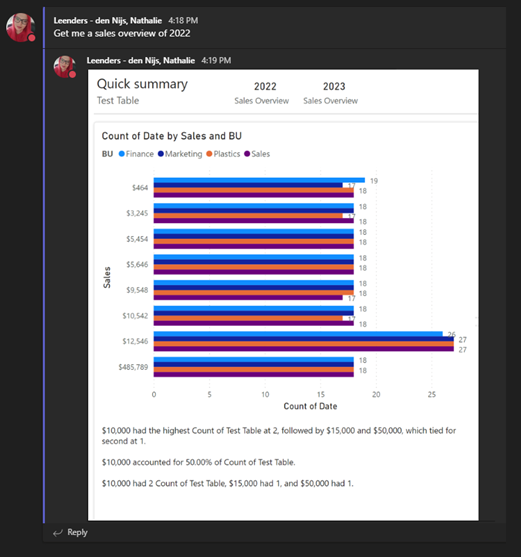 Leenders - den Nijs, Nathalie 4:18 PM
Get me a sales overview of 2022
Leenders - den Nijs, Nathalie 4:19 PM
Quick summary
Test Table
2022
Sales Overview
2023
Sales Overview
Count of Date by Sales and BU
BU Finance Marketing Plastics Sales
Sales
$464
19
17
18
$3,245
18
17
18
$5,454
18
18
$5,646
18
18
$9,548
18
18
17
$10,542
18
17
18
$12,546
26
27
27
$485,789
18
18
0 5 10 15 20 25
Count of Date
$10,000 had the highest Count of Test Table at 2, followed by $15,000 and $50,000, which tied for
second at 1.
$10,000 accounted for 50.00% of Count of Test Table.
$10,000 had 2 Count of Test Table, $15,000 had 1, and $50,000 had 1.
Reply